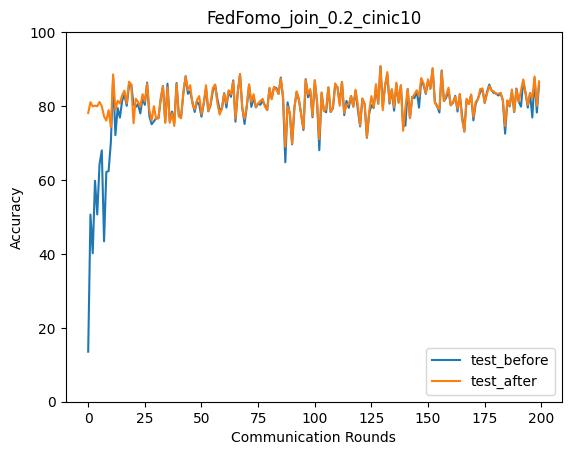 FedFomo_join_0.2_cinic10
100
80
60
40
20
0
Accuracy
0 25 50 75 100 125 150 175 200
Communication Rounds
test_before
test_after